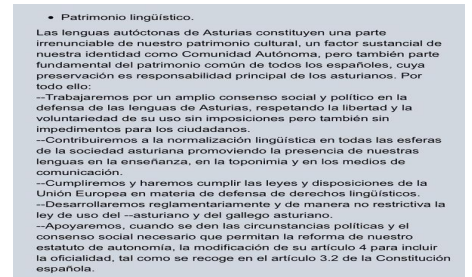 • Patrimonio lingüístico.
Las lenguas autóctonas de Asturias constituyen una parte
irrenunciable de nuestro patrimonio cultural, un factor sustancial de
nuestra identidad como Comunidad Autónoma, pero también parte
fundamental del patrimonio común de todos los españoles, cuya
preservación es responsabilidad principal de los asturianos. Por
todo ello:
--Trabajaremos por un amplio consenso social y político en la
defensa de las lenguas de Asturias, respetando la libertad y la
voluntariedad de su uso sin imposiciones pero también sin
impedimentos para los ciudadanos.
--Contribuiremos a la normalización lingüística en todas las esferas
de la sociedad asturiana promoviendo la presencia de nuestras
lenguas en la enseñanza, en la toponimia y en los medios de
comunicación.
--Cumpliremos y haremos cumplir las leyes y disposiciones de la
Unión Europea en materia de defensa de derechos lingüísticos.
--Desarrollaremos reglamentariamente y de manera no restrictiva la
ley de uso del --asturiano y del gallego asturiano.
--Apoyaremos, cuando se den las circunstancias políticas y el
consenso social necesario que permitan la reforma de nuestro
estatuto de autonomía, la modificación de su artículo 4 para incluir
la oficialidad, tal como se recoge en el artículo 3.2 de la Constitución
española.